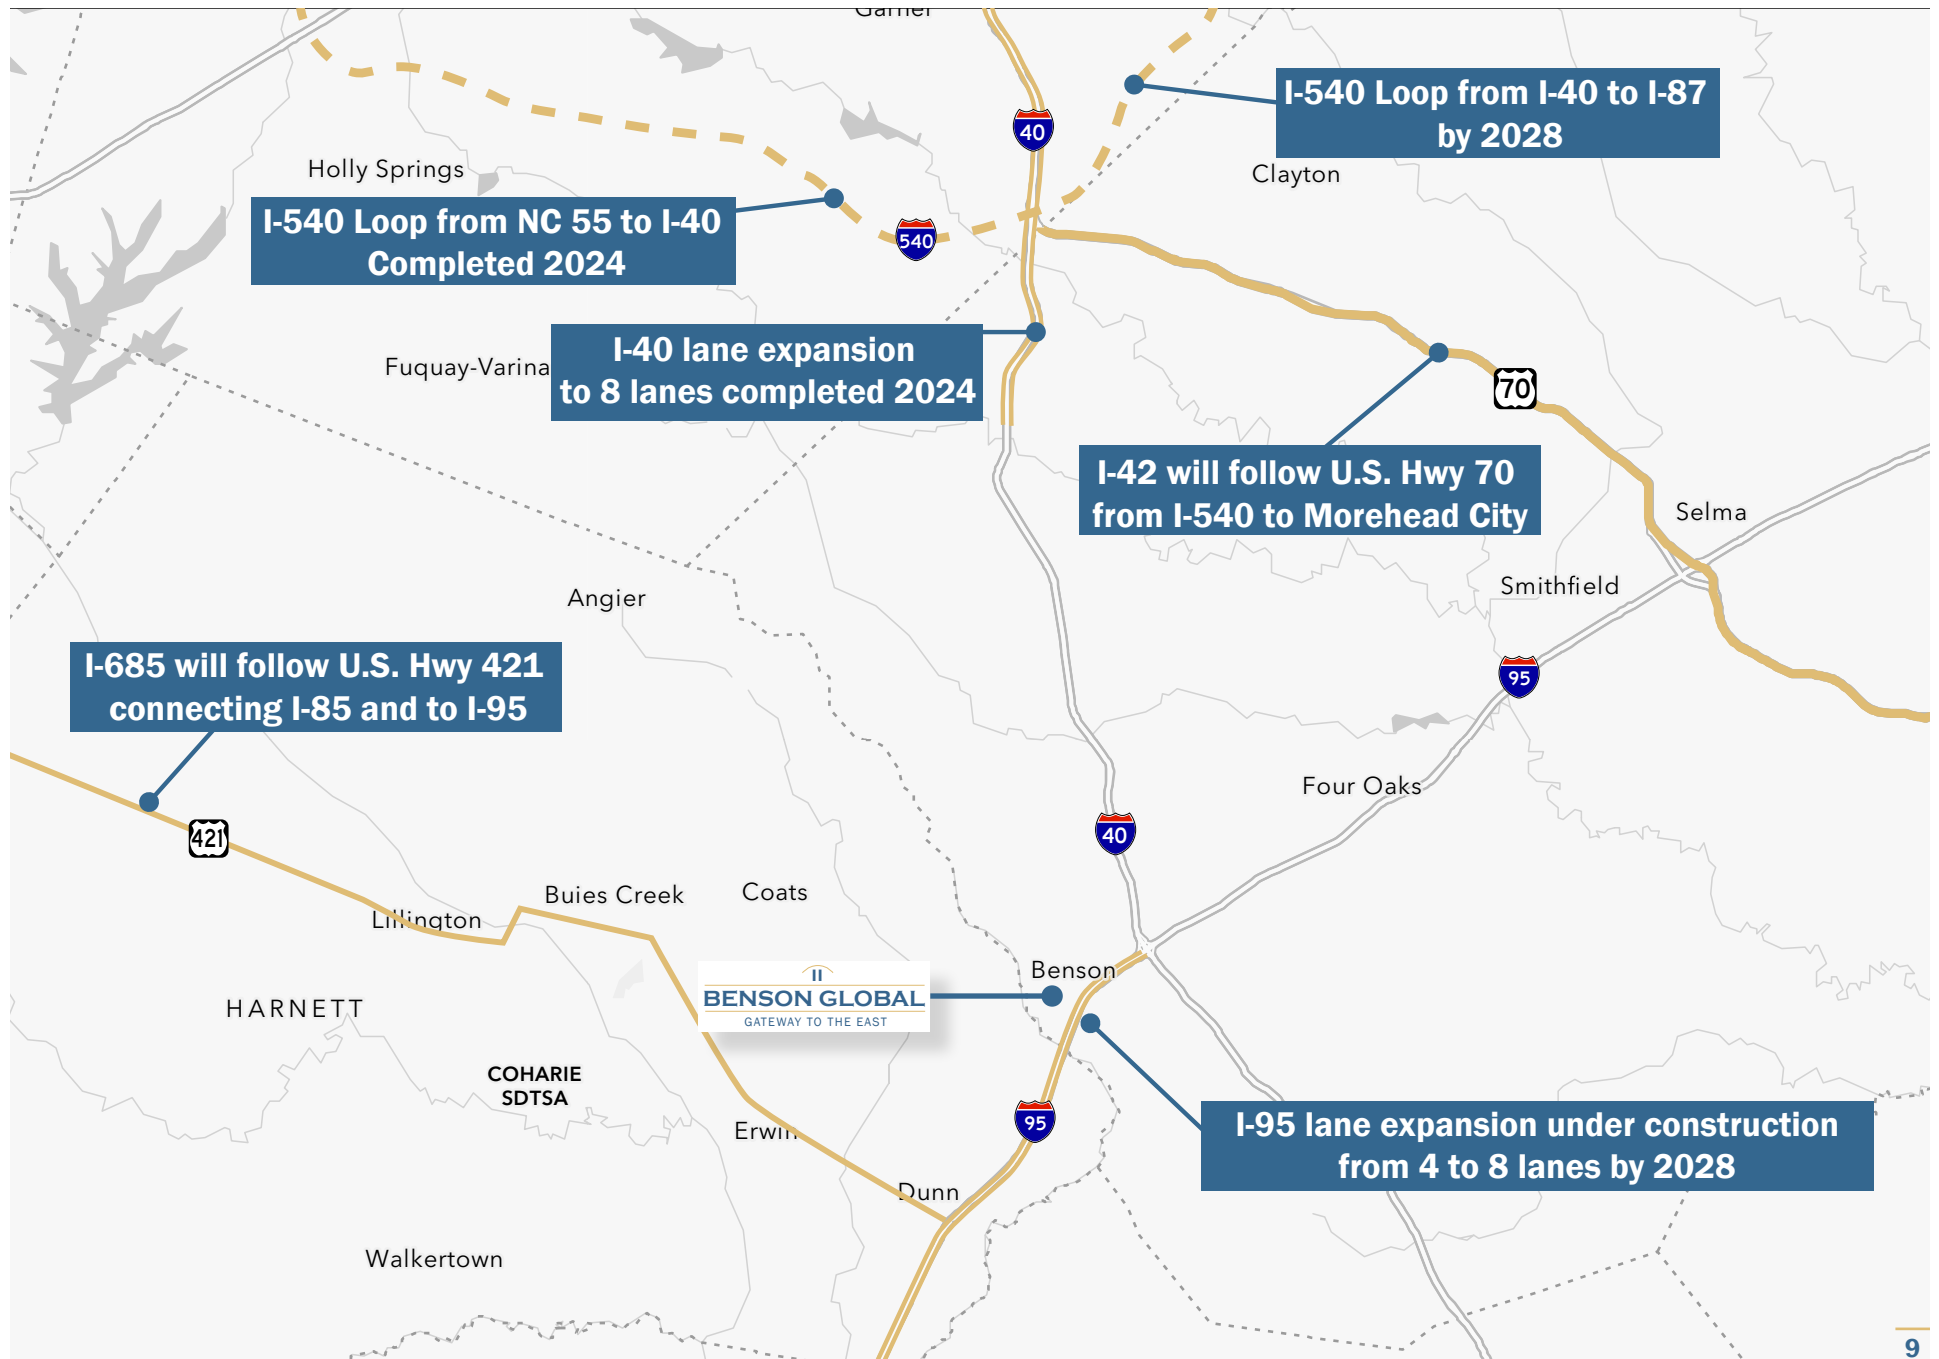 Garner
I-540 Loop from I-40 to I-87
by 2028
40
Holly Springs
Clayton
I-540 Loop from NC 55 to I-40
Completed 2024
540
I-40 lane expansion
to 8 lanes completed 2024
Fuquay-Varina
70
I-42 will follow U.S. Hwy 70
from I-540 to Morehead City
Selma
Smithfield
Angier
I-685 will follow U.S. Hwy 421
connecting I-85 and to I-95
95
Four Oaks
421
40
Buies Creek
Coats
Lillington
Benson
BENSON GLOBAL
GATEWAY TO THE EAST
HARNETT
COHARIE
SDTSA
95
Erwin
I-95 lane expansion under construction
from 4 to 8 lanes by 2028
Dunn
Walkertown
9